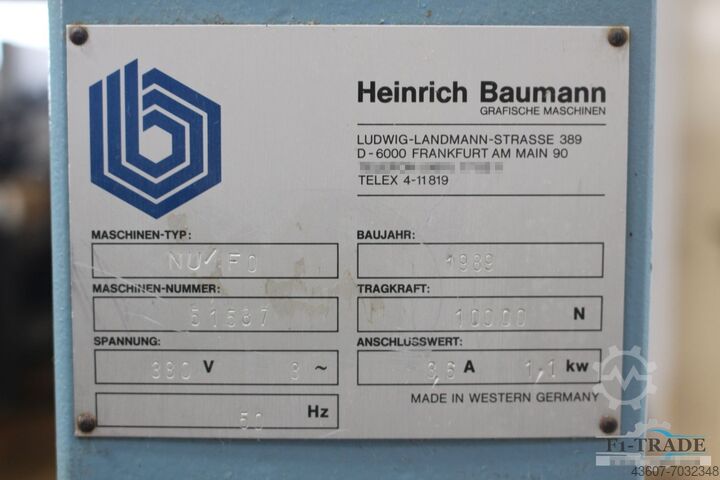 Heinrich Baumann
GRAFISCHE MASCHINEN
LUDWIG-LANDMANN-STRASSE 389
D-6000 FRANKFURT AM MAIN 90
TELEX 4-11819
MASCHINEN-TYP:
BAUJAHR:
1989
MASCHINEN-NUMMER:
51587
TRAGKRAFT:
10000 N
SPANNUNG:
380 V 3 ~
ANSCHLUSSWERT:
3,6 A 1,1 kw
50 Hz
MADE IN WESTERN GERMANY
F1-TRADE
43607-7032348